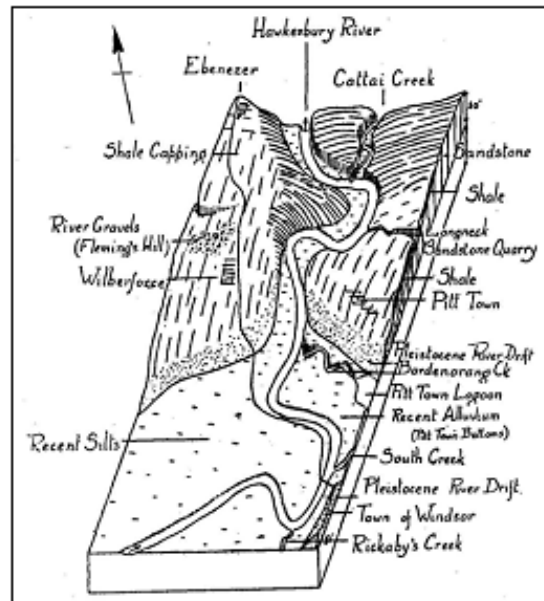 Hawkesbury River
Ebenezer
Cattai Creek
Shale Capping
Sandstone
Shale
River Gravels
(Fleming's Hill)
Longneck
Sandstone Quarry
Wilberforce
Shale
Pitt Town
Pleistocene River Drift
Bardenarang Ck
Pitt Town Lagoon
Recent Alluvium
(Pitt Town Bottoms)
Recent Silts
South Creek
Pleistocene River Drift.
Town of Windsor
Rickaby's Creek